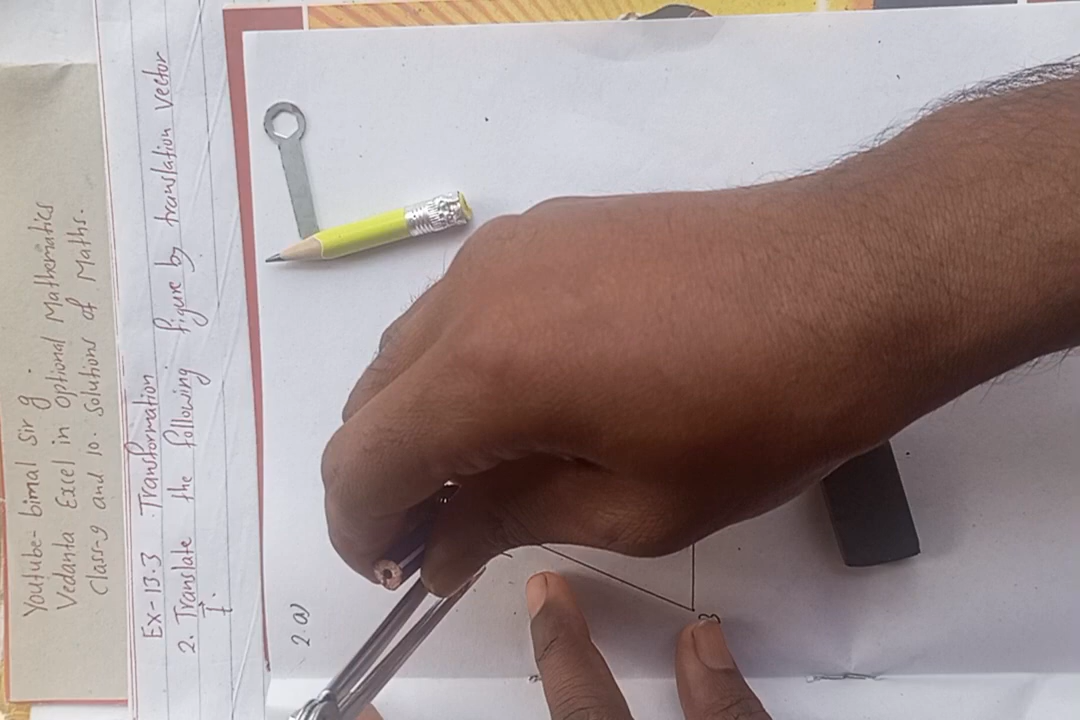 Youtube- bimal Sir g
Vedanta Excel in Optional Mathematics
Class-9 and 10. Solutions of Maths.
Ex-13.3 Transformation
2. Translate the following figure by translation vector
2 a)
B